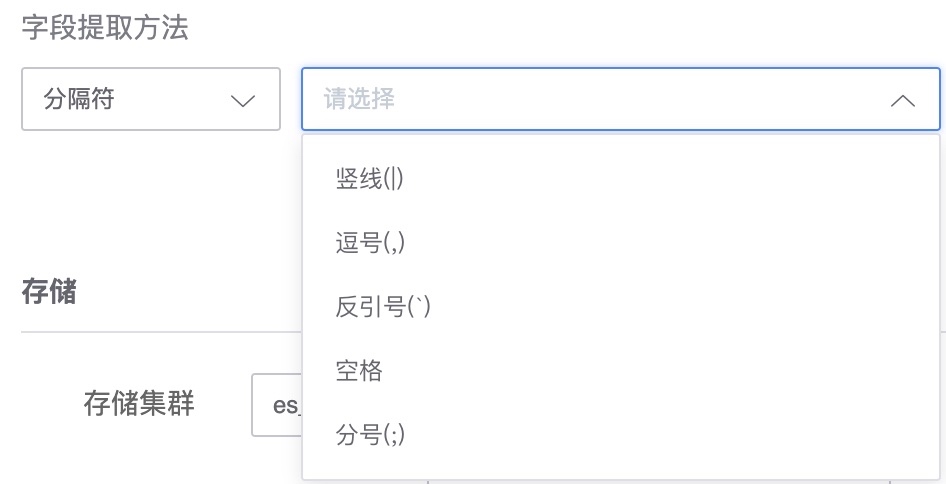 字段提取方法
分隔符
请选择
竖线(|)
逗号(,)
反引号(`)
空格
分号(;)
存储
存储集群
es_